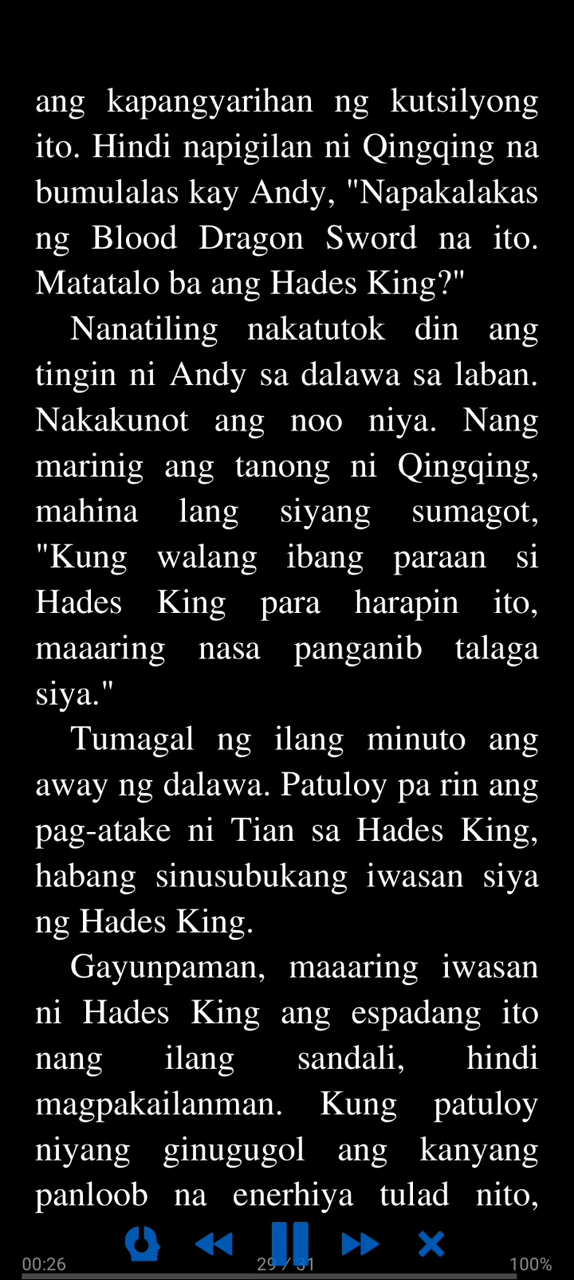 ang kapangyarihan ng kutsilyong
ito. Hindi napigilan ni Qingqing na
bumulalas kay Andy, "Napakalakas
ng Blood Dragon Sword na ito.
Matatalo ba ang Hades King?"
Nanatiling nakatutok din ang
tingin ni Andy sa dalawa sa laban.
Nakakunot ang noo niya. Nang
marinig ang tanong ni Qingqing,
mahina lang siyang sumagot,
"Kung walang ibang paraan si
Hades King para harapin ito,
maaaring nasa panganib talaga
siya."
Tumagal ng ilang minuto ang
away ng dalawa. Patuloy pa rin ang
pag-atake ni Tian sa Hades King,
habang sinusubukang iwasan siya
ng Hades King.
Gayunpaman, maaaring iwasan
ni Hades King ang espadang ito
nang ilang sandali, hindi
magpakailanman. Kung patuloy
niyang ginugugol ang kanyang
panloob na enerhiya tulad nito,
00:26 29 / 31 100%